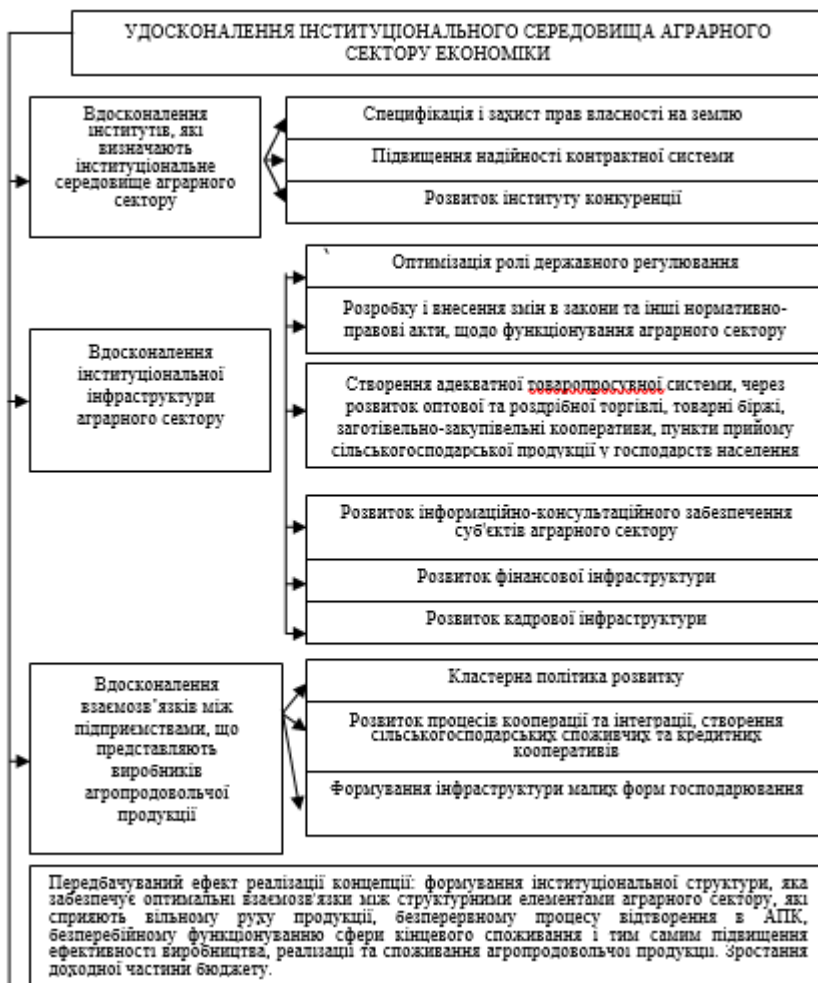 УДОСКОНАЛЕННЯ ІНСТИТУЦІОНАЛЬНОГО СЕРЕДОВИЩА АГРАРНОГО
СЕКТОРУ ЕКОНОМІКИ
Вдосконалення
інститутів, які
визначають
інституціональне
середовище аграрного
сектору
Специфікація і захист прав власності на землю
Підвищення надійності контрактної системи
Розвиток інституту конкуренції
Вдосконалення
інституціональної
інфраструктури
аграрного сектору
Оптимізація ролі державного регулювання
Розробку і внесення змін в закони та інші нормативно-
правові акти, щодо функціонування аграрного сектору
Створення адекватної товаропросувної системи, через
розвиток оптової та роздрібної торгівлі, товарні біржі,
заготівельно-закупівельні кооперативи, пункти прийому
сільськогосподарської продукції у господарств населення
Розвиток інформаційно-консультаційного забезпечення
суб'єктів аграрного сектору
Розвиток фінансової інфраструктури
Розвиток кадрової інфраструктури
Вдосконалення
взаємозв'язків між
підприємствами, що
представляють
виробників
агропродовольчої
продукції
Кластерна політика розвитку
Розвиток процесів кооперації та інтеграції, створення
сільськогосподарських споживчих та кредитних
кооперативів
Формування інфраструктури малих форм господарювання
Передбачуваний ефект реалізації концепції: формування інституціональної структури, яка
забезпечує оптимальні взаємозв'язки між структурними елементами аграрного сектору, які
сприяють вільному руху продукції, безперервному процесу відтворення в АПК,
безперебійному функціонуванню сфери кінцевого споживання і тим самим підвищення
ефективності виробництва, реалізації та споживання агропродовольчої продукції. Зростання
доходної частини бюджету.